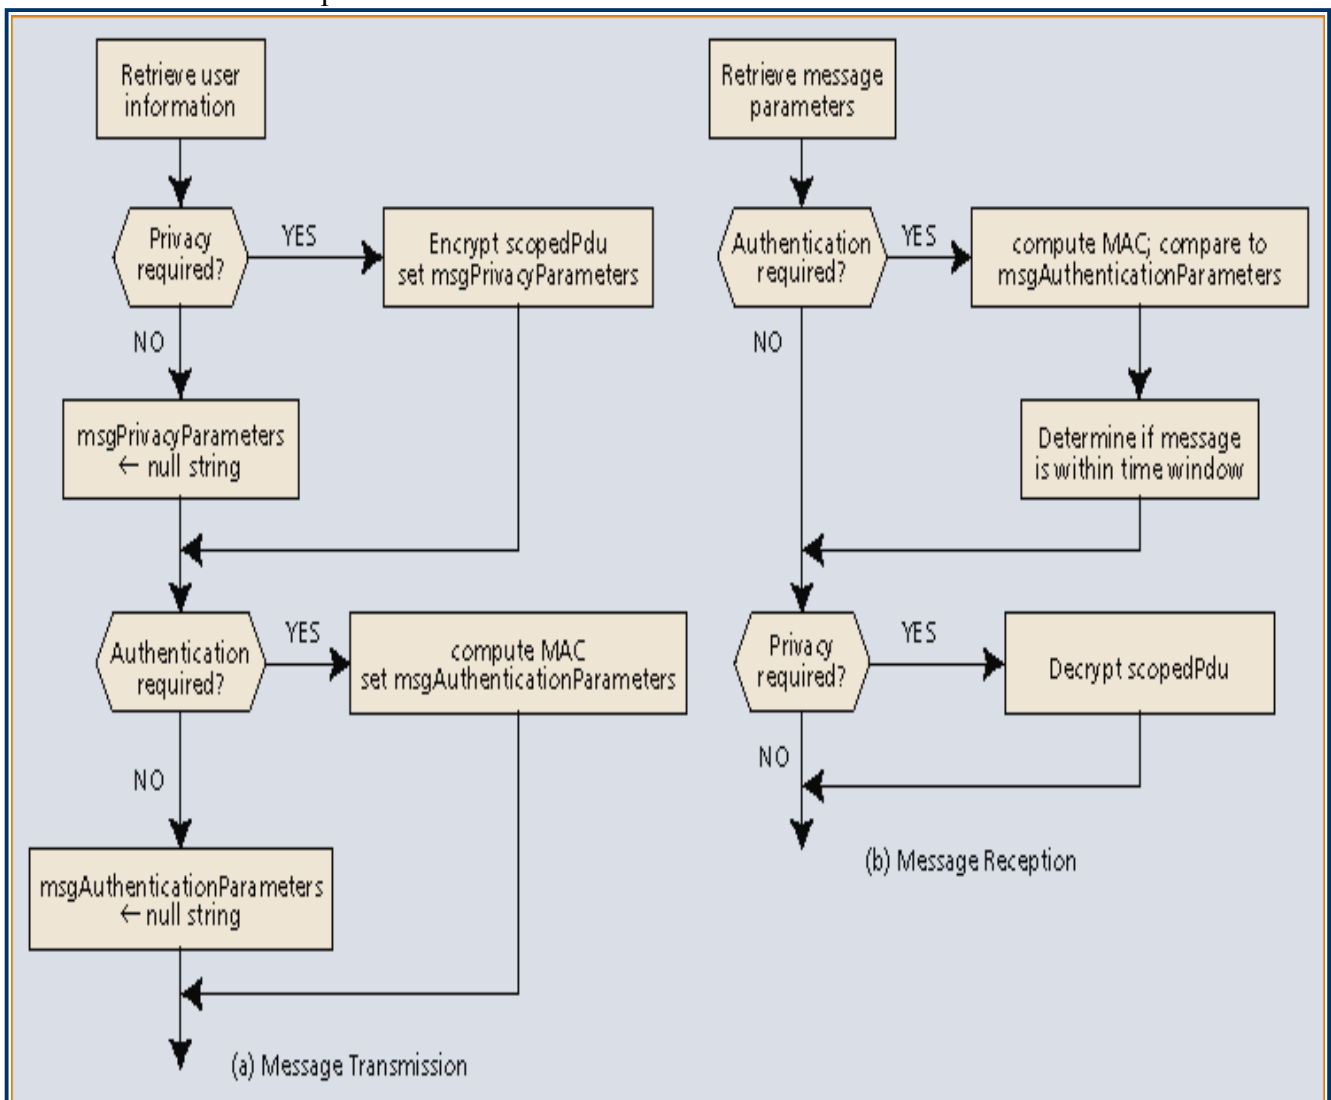 Retrieve user
information
Privacy
required?
YES
Encrypt scopedPdu
set msgPrivacyParameters
NO
msgPrivacyParameters
← null string
Authentication
required?
YES
compute MAC
set msgAuthenticationParameters
NO
msgAuthenticationParameters
← null string
(a) Message Transmission
Retrieve message
parameters
Authentication
required?
YES
compute MAC; compare to
msgAuthenticationParameters
NO
Determine if message
is within time window
Privacy
required?
YES
Decrypt scopedPdu
NO
(b) Message Reception